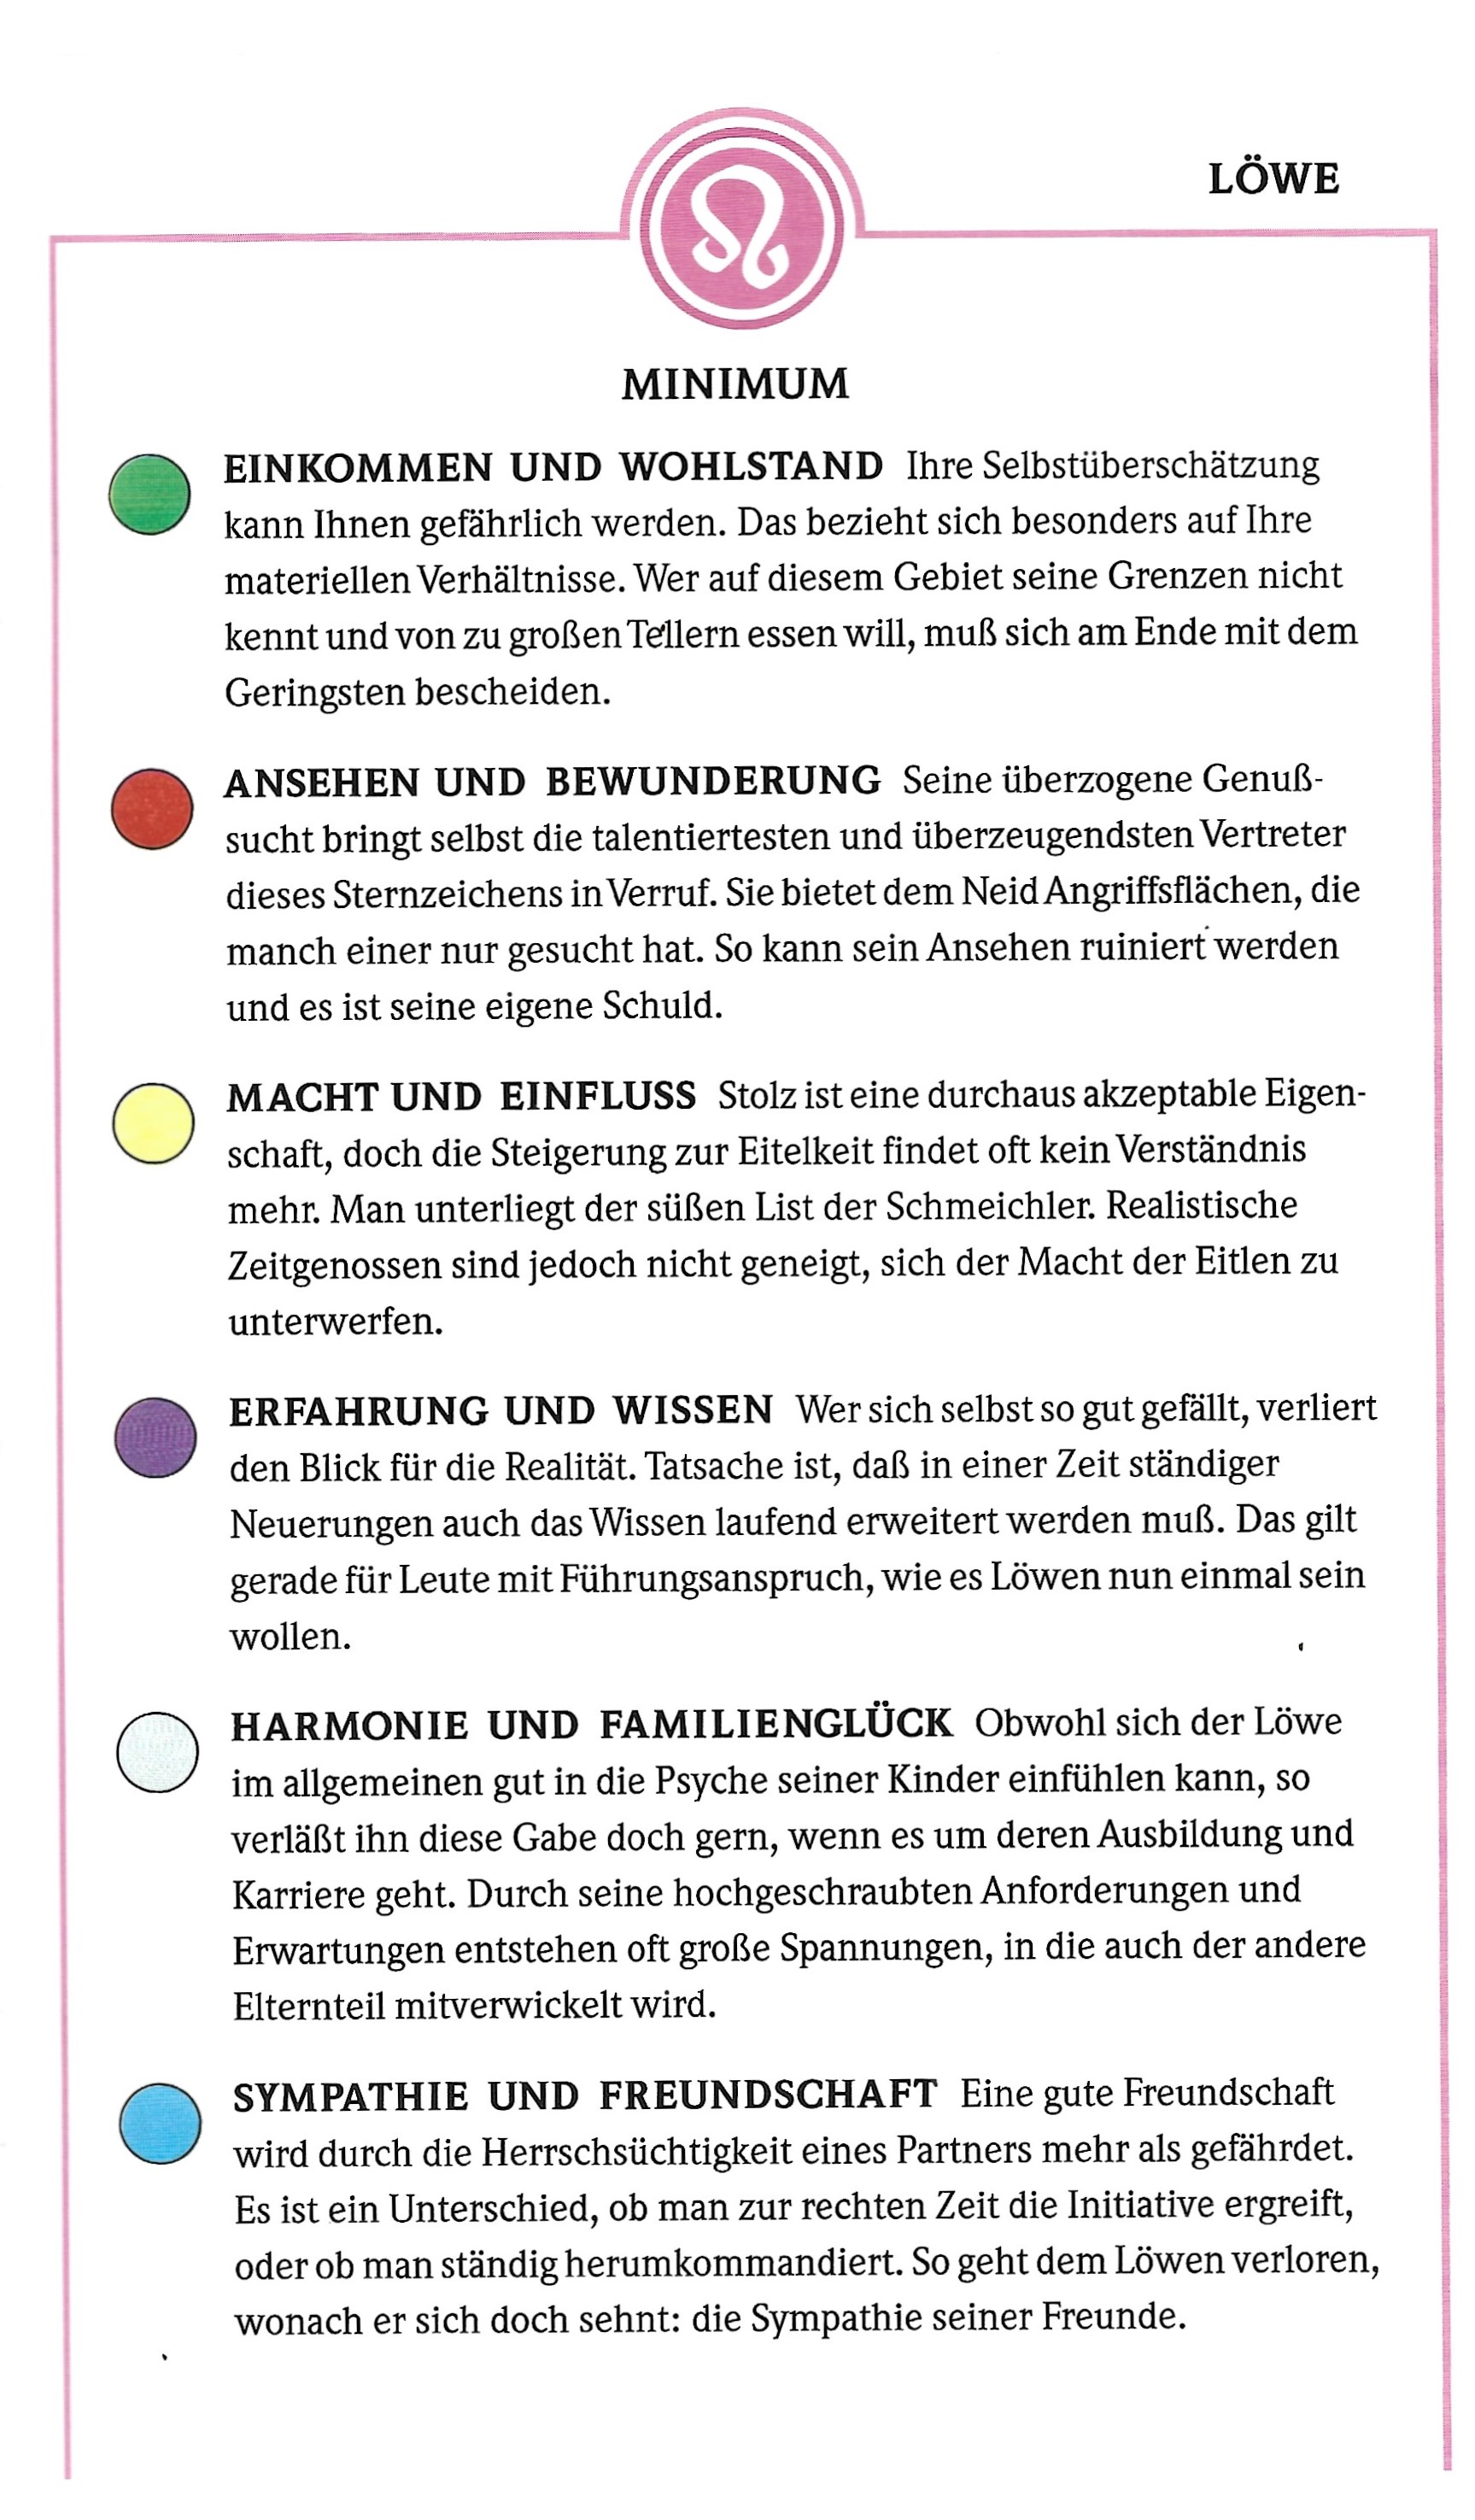 LÖWE
MINIMUM
EINKOMMEN UND WOHLSTAND Ihre Selbstüberschätzung
kann Ihnen gefährlich werden. Das bezieht sich besonders auf Ihre
materiellen Verhältnisse. Wer auf diesem Gebiet seine Grenzen nicht
kennt und von zu großen Tellern essen will, muß sich am Ende mit dem
Geringsten bescheiden.
ANSEHEN UND BEWUNDERUNG Seine überzogene Genuß-
sucht bringt selbst die talentiertesten und überzeugendsten Vertreter
dieses Sternzeichens in Verruf. Sie bietet dem Neid Angriffsflächen, die
manch einer nur gesucht hat. So kann sein Ansehen ruiniert werden
und es ist seine eigene Schuld.
MACHT UND EINFLUSS Stolz ist eine durchaus akzeptable Eigen-
schaft, doch die Steigerung zur Eitelkeit findet oft kein Verständnis
mehr. Man unterliegt der süßen List der Schmeichler. Realistische
Zeitgenossen sind jedoch nicht geneigt, sich der Macht der Eitlen zu
unterwerfen.
ERFAHRUNG UND WISSEN Wer sich selbst so gut gefällt, verliert
den Blick für die Realität. Tatsache ist, daß in einer Zeit ständiger
Neuerungen auch das Wissen laufend erweitert werden muß. Das gilt
gerade für Leute mit Führungsanspruch, wie es Löwen nun einmal sein
wollen.
HARMONIE UND FAMILIENGLÜCK Obwohl sich der Löwe
im allgemeinen gut in die Psyche seiner Kinder einfühlen kann, so
verläßt ihn diese Gabe doch gern, wenn es um deren Ausbildung und
Karriere geht. Durch seine hochgeschraubten Anforderungen und
Erwartungen entstehen oft große Spannungen, in die auch der andere
Elternteil mitverwickelt wird.
SYMPATHIE UND FREUNDSCHAFT Eine gute Freundschaft
wird durch die Herrschsüchtigkeit eines Partners mehr als gefährdet.
Es ist ein Unterschied, ob man zur rechten Zeit die Initiative ergreift,
oder ob man ständig herumkommandiert. So geht dem Löwen verloren,
wonach er sich doch sehnt: die Sympathie seiner Freunde.